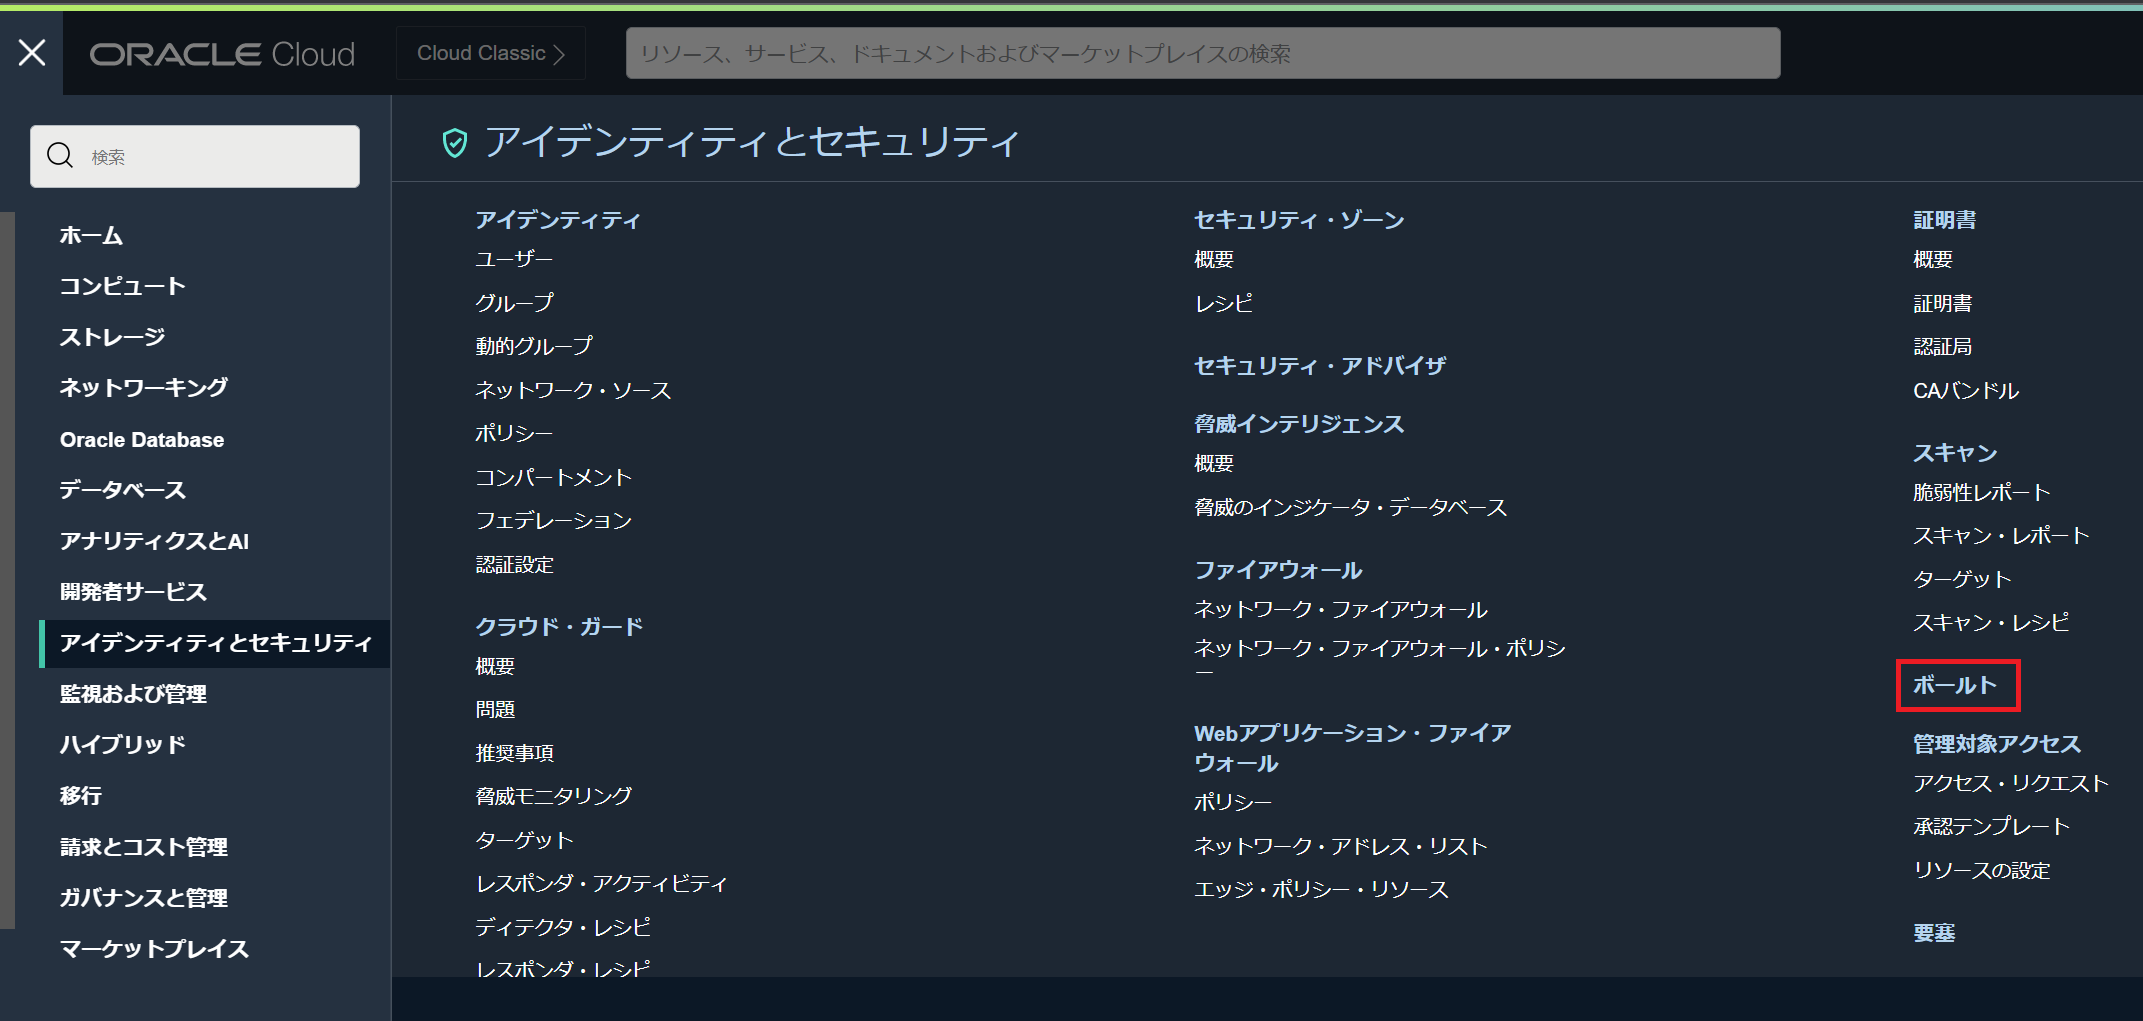 ORACLE Cloud
Cloud Classic
リソース、サービス、ドキュメントおよびマーケットプレイスの検索
検索
ホーム
コンピュート
ストレージ
ネットワーキング
Oracle Database
データベース
アナリティクスとAI
開発者サービス
アイデンティティとセキュリティ
監視および管理
ハイブリッド
移行
請求とコスト管理
ガバナンスと管理
マーケットプレイス
アイデンティティとセキュリティ
アイデンティティ
ユーザー
グループ
動的グループ
ネットワーク・ソース
ポリシー
コンパートメント
フェデレーション
認証設定
クラウド・ガード
概要
問題
推奨事項
脅威モニタリング
ターゲット
レスポンダ・アクティビティ
ディテクタ・レシピ
レスポンダ・レシピ
セキュリティ・ゾーン
概要
レシピ
セキュリティ・アドバイザ
脅威インテリジェンス
概要
脅威のインジケータ・データベース
ファイアウォール
ネットワーク・ファイアウォール
ネットワーク・ファイアウォール・ポリシ
ー
Webアプリケーション・ファイア
ウォール
ポリシー
ネットワーク・アドレス・リスト
エッジ・ポリシー・リソース
証明書
概要
証明書
認証局
CAバンドル
スキャン
脆弱性レポート
スキャン・レポート
ターゲット
スキャン・レシピ
ボールト
管理対象アクセス
アクセス・リクエスト
承認テンプレート
リソースの設定
要塞